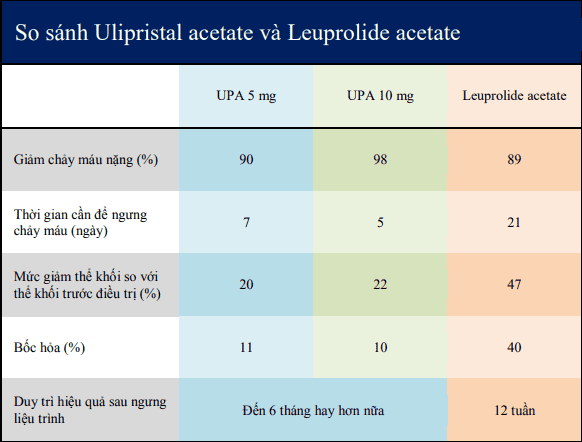 So sánh Ulipristal acetate và Leuprolide acetate
UPA 5 mg UPA 10 mg Leuprolide acetate
Giảm chảy máu nặng (%) 90 98 89
Thời gian cần để ngưng
chảy máu (ngày) 7 5 21
Mức giảm thể khối so với
thể khối trước điều trị (%) 20 22 47
Bốc hỏa (%) 11 10 40
Duy trì hiệu quả sau ngưng
liệu trình Đến 6 tháng hay hơn nữa 12 tuần